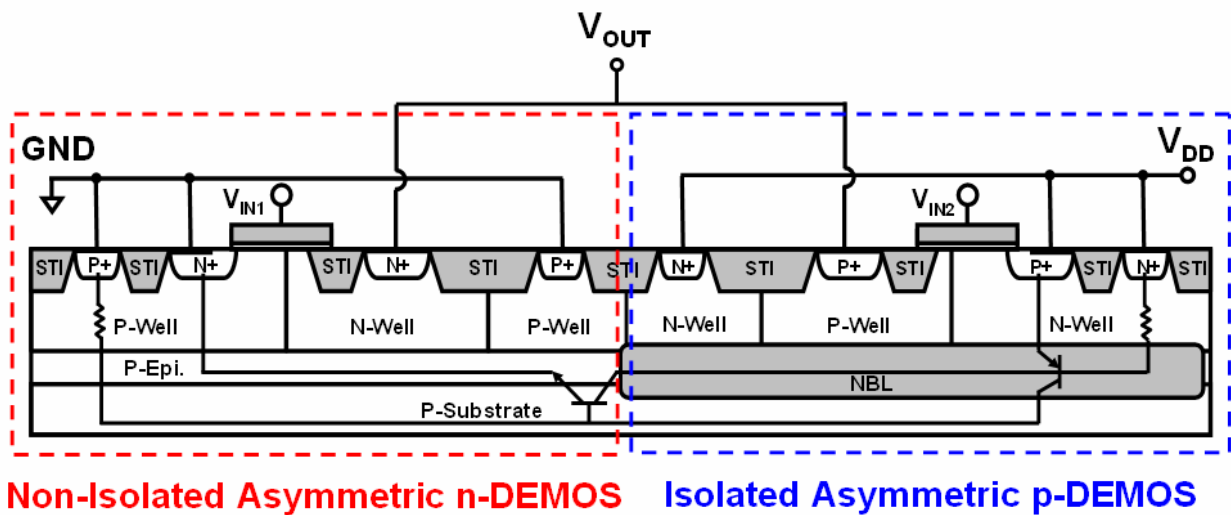 VOUT
GND
VDD
VIN1
VIN2
STI P+ STI N+ STI N+ STI P+ STI N+ STI P+ STI P+ STI N+ STI
P-Well N-Well P-Well N-Well P-Well N-Well
P-Epi.
NBL
P-Substrate
Non-Isolated Asymmetric n-DEMOS Isolated Asymmetric p-DEMOS